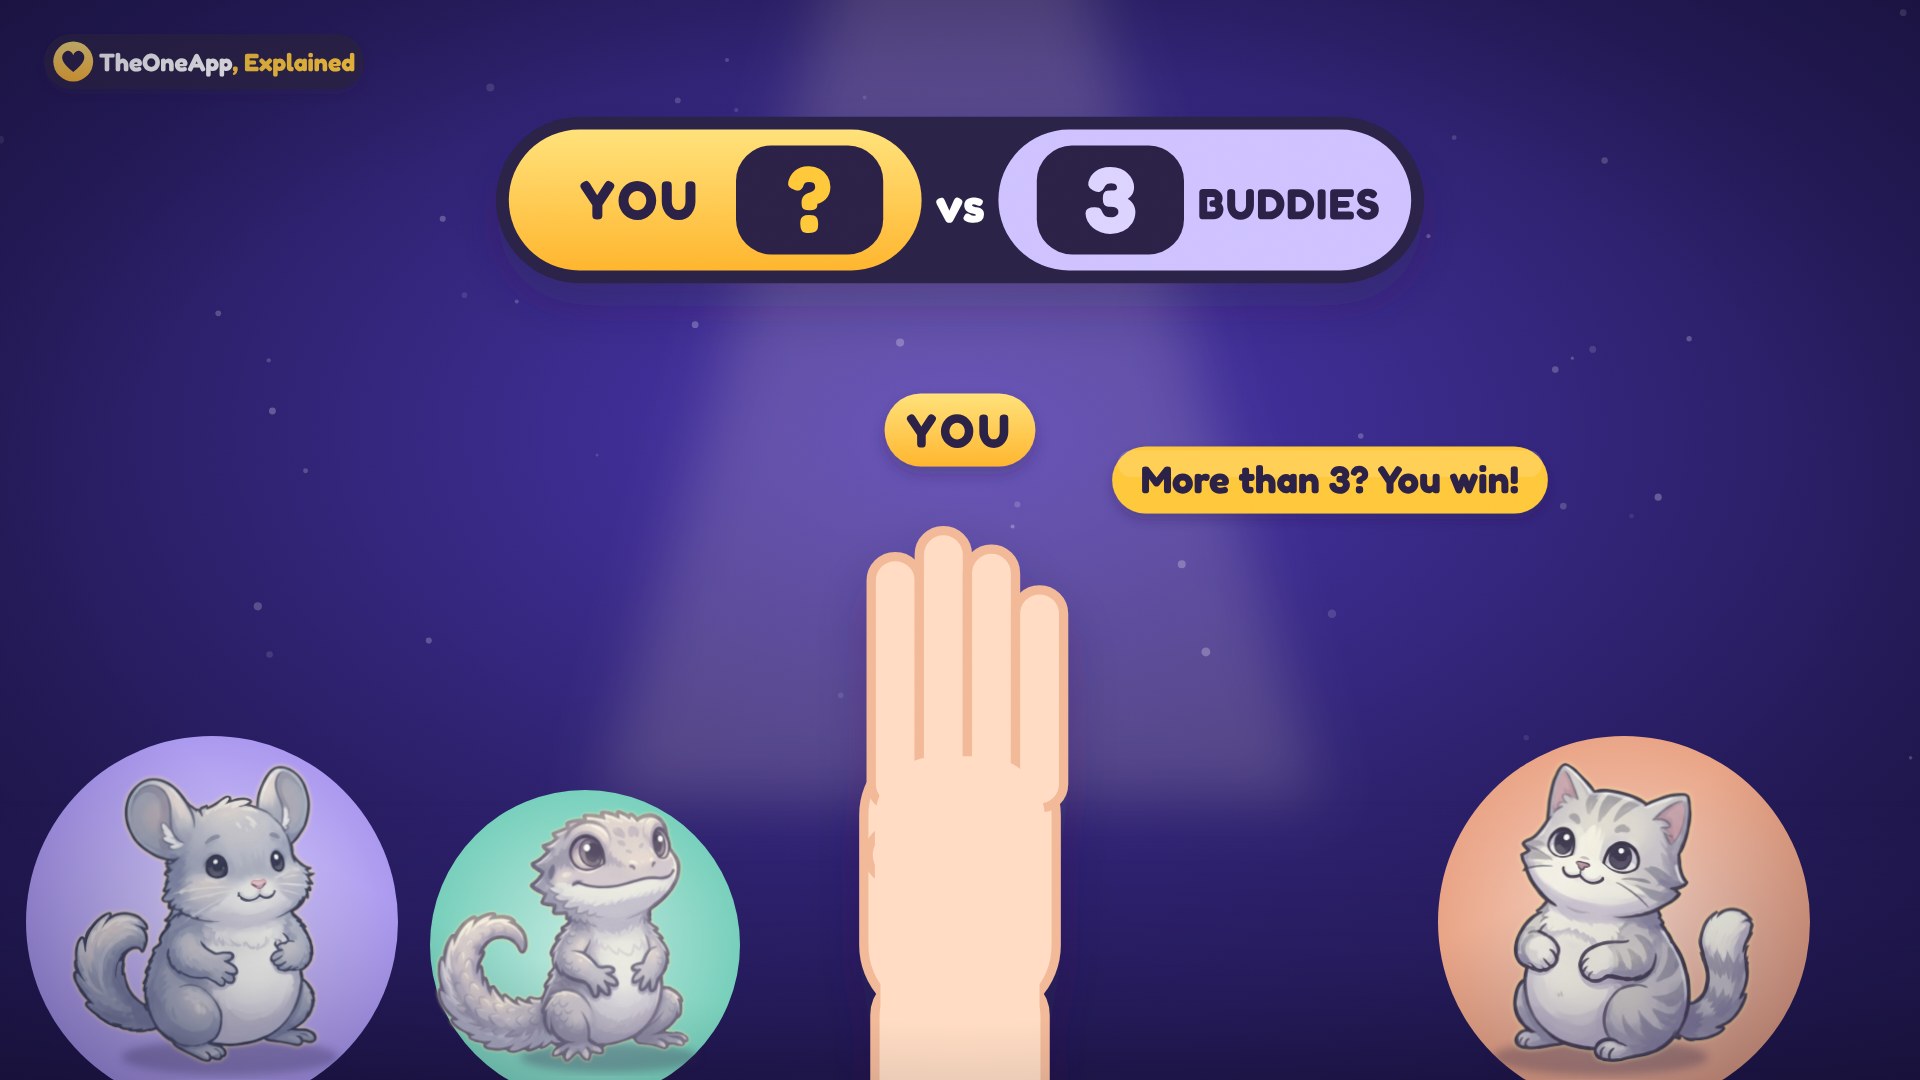 TheOneApp, Explained
YOU ? vs 3 BUDDIES
YOU
More than 3? You win!